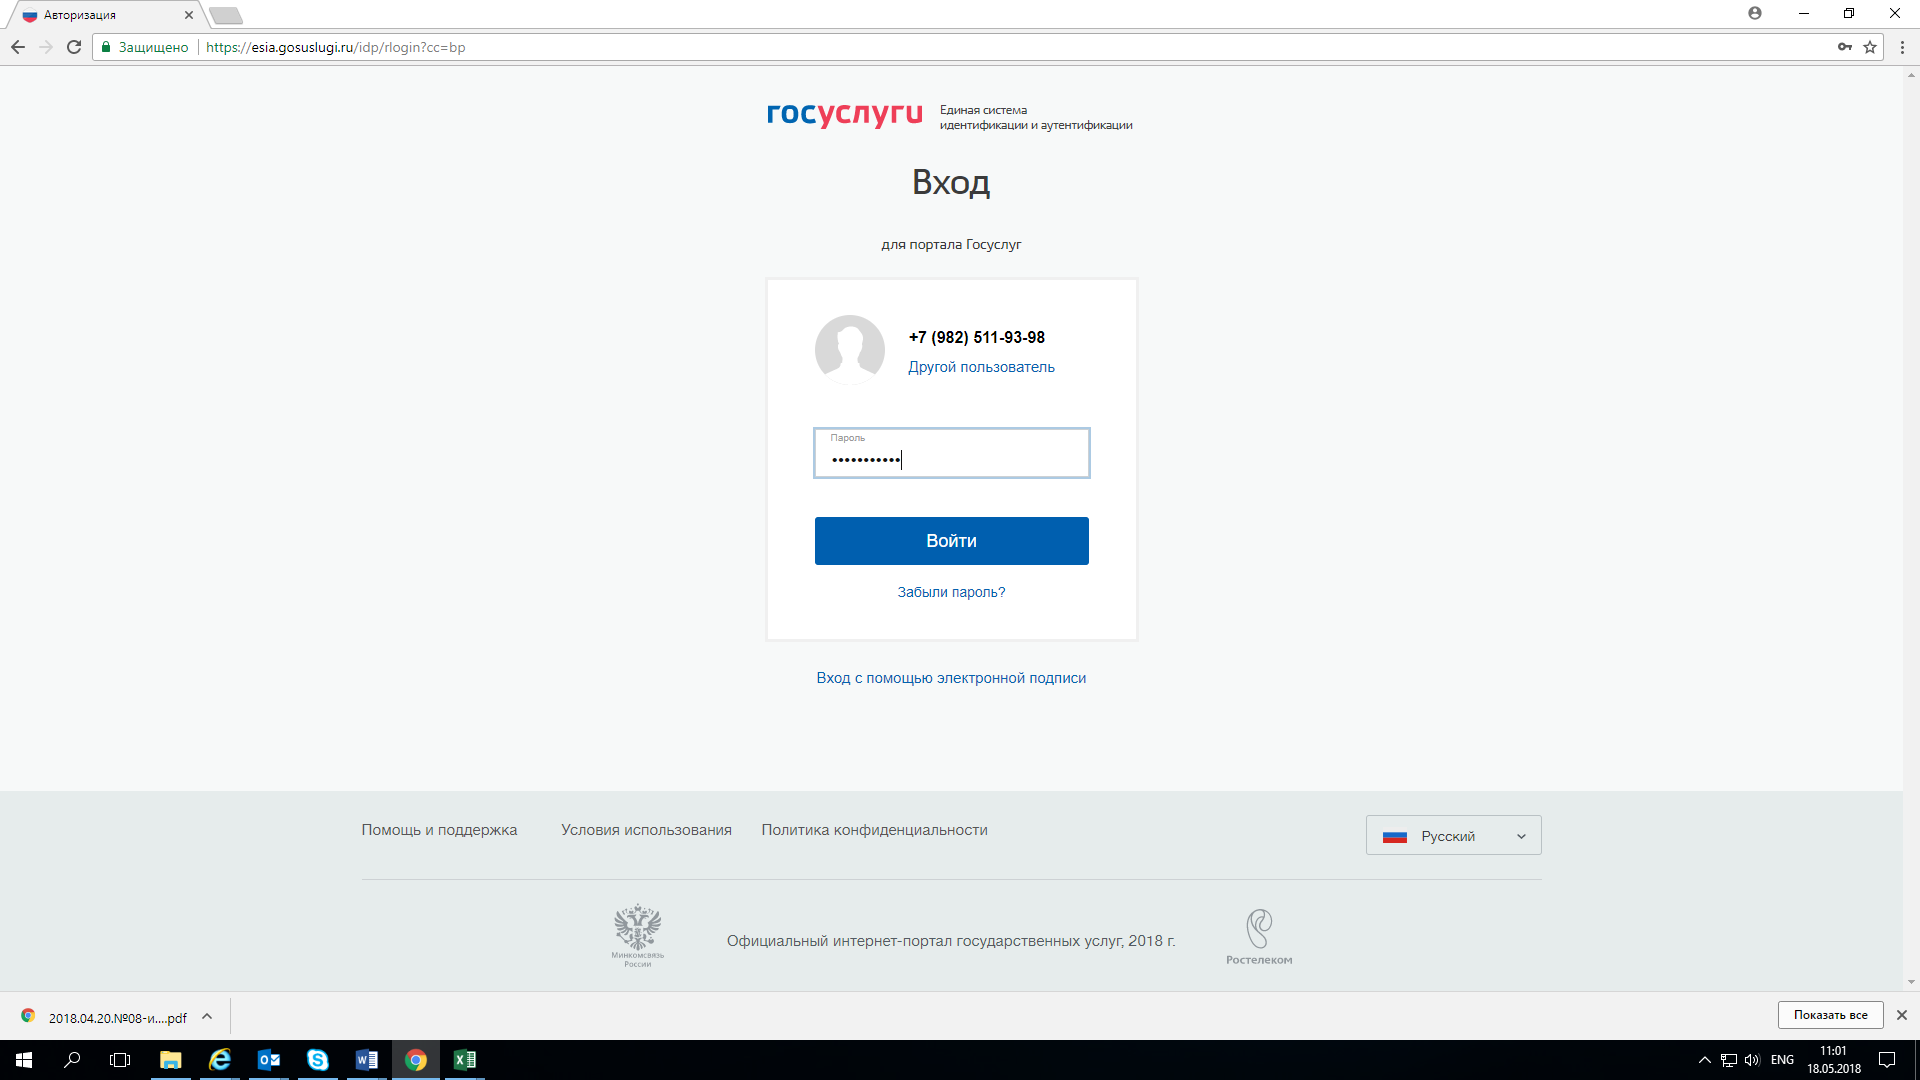 Авторизация
Защищено
https://esia.gosuslugi.ru/idp/rlogin?cc=bp
госуслуги
Единая система
идентификации и аутентификации
Вход
для портала Госуслуг
+7 (982) 511-93-98
Другой пользователь
Пароль
•••••••••••
Войти
Забыли пароль?
Вход с помощью электронной подписи
Помощь и поддержка
Условия использования
Политика конфиденциальности
Русский
Минкомсвязь
России
Официальный интернет-портал государственных услуг, 2018 г.
Ростелеком
2018.04.20.№08-и....pdf
Показать все
ENG
11:01
18.05.2018